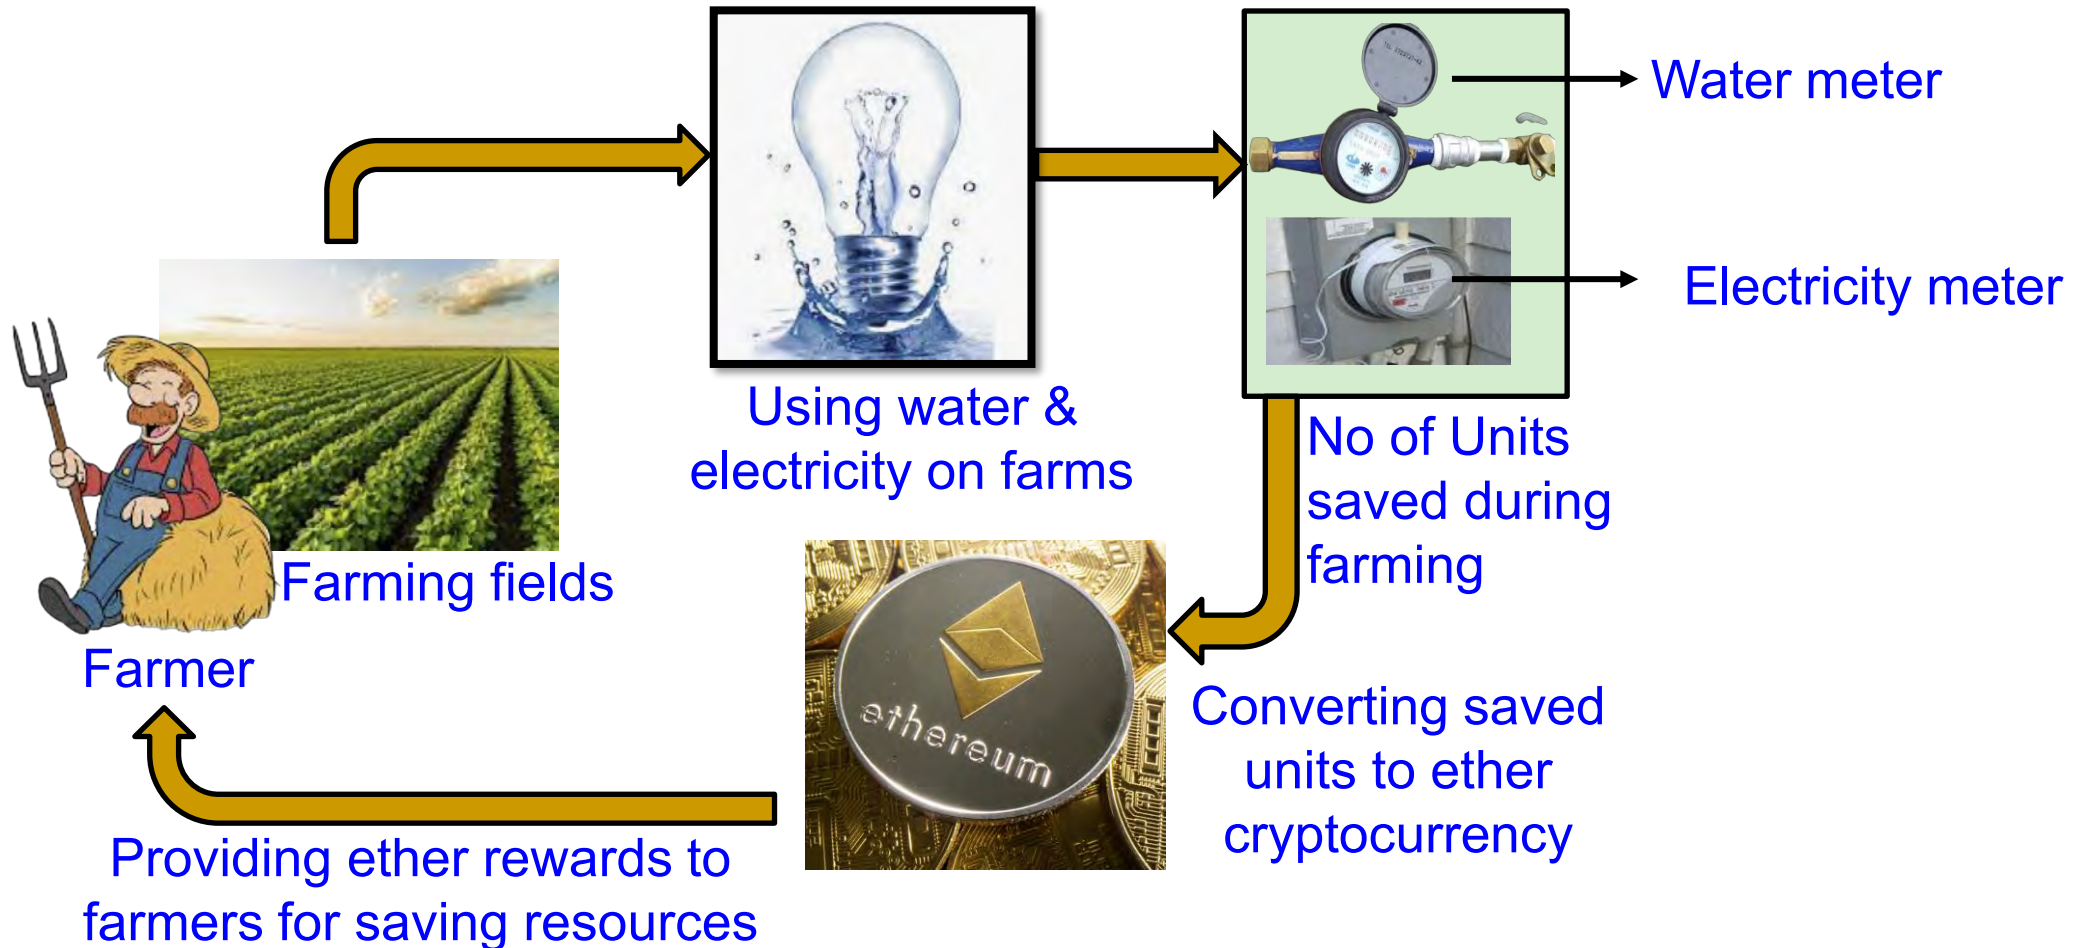 Water meter
Electricity meter
Using water &
electricity on farms
No of Units
saved during
farming
Farming fields
Farmer
ethereum
Converting saved
units to ether
cryptocurrency
Providing ether rewards to
farmers for saving resources